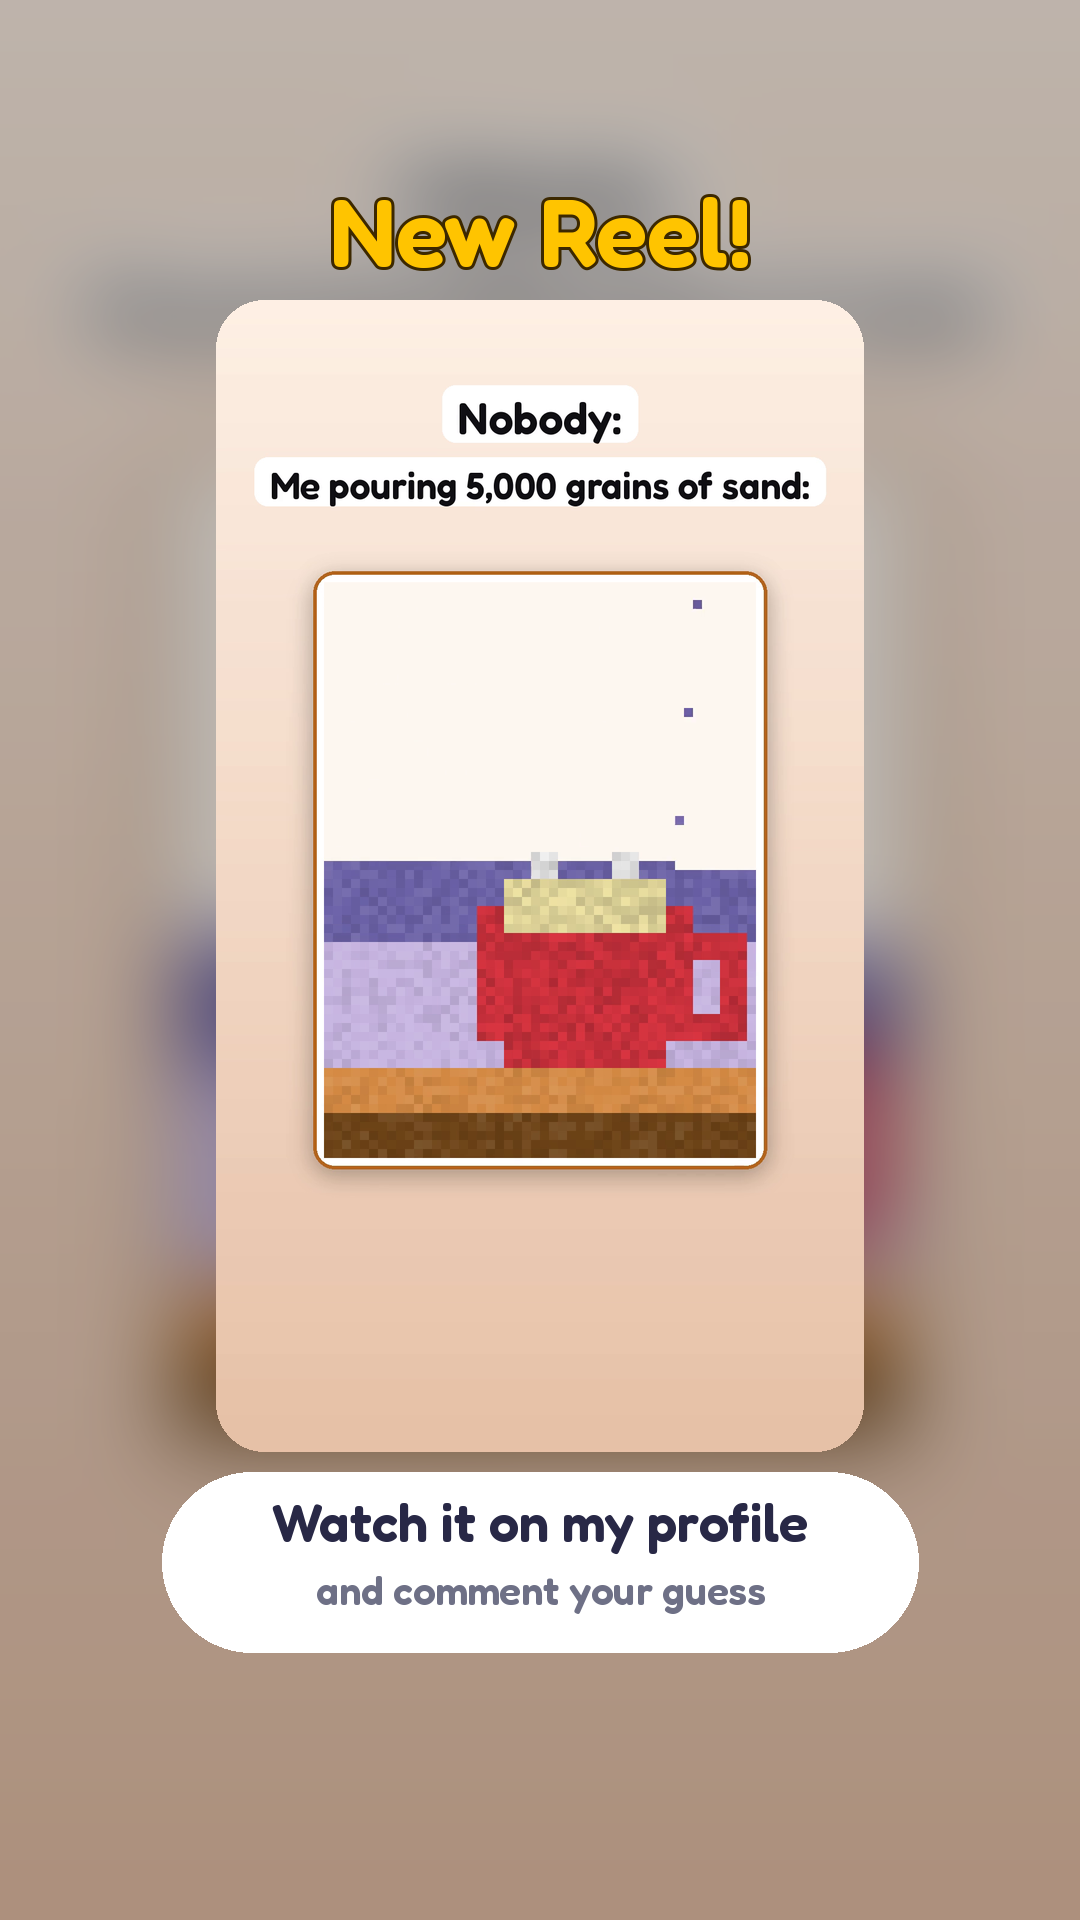 New Reel!
Nobody:
Me pouring 5,000 grains of sand:
Watch it on my profile
and comment your guess